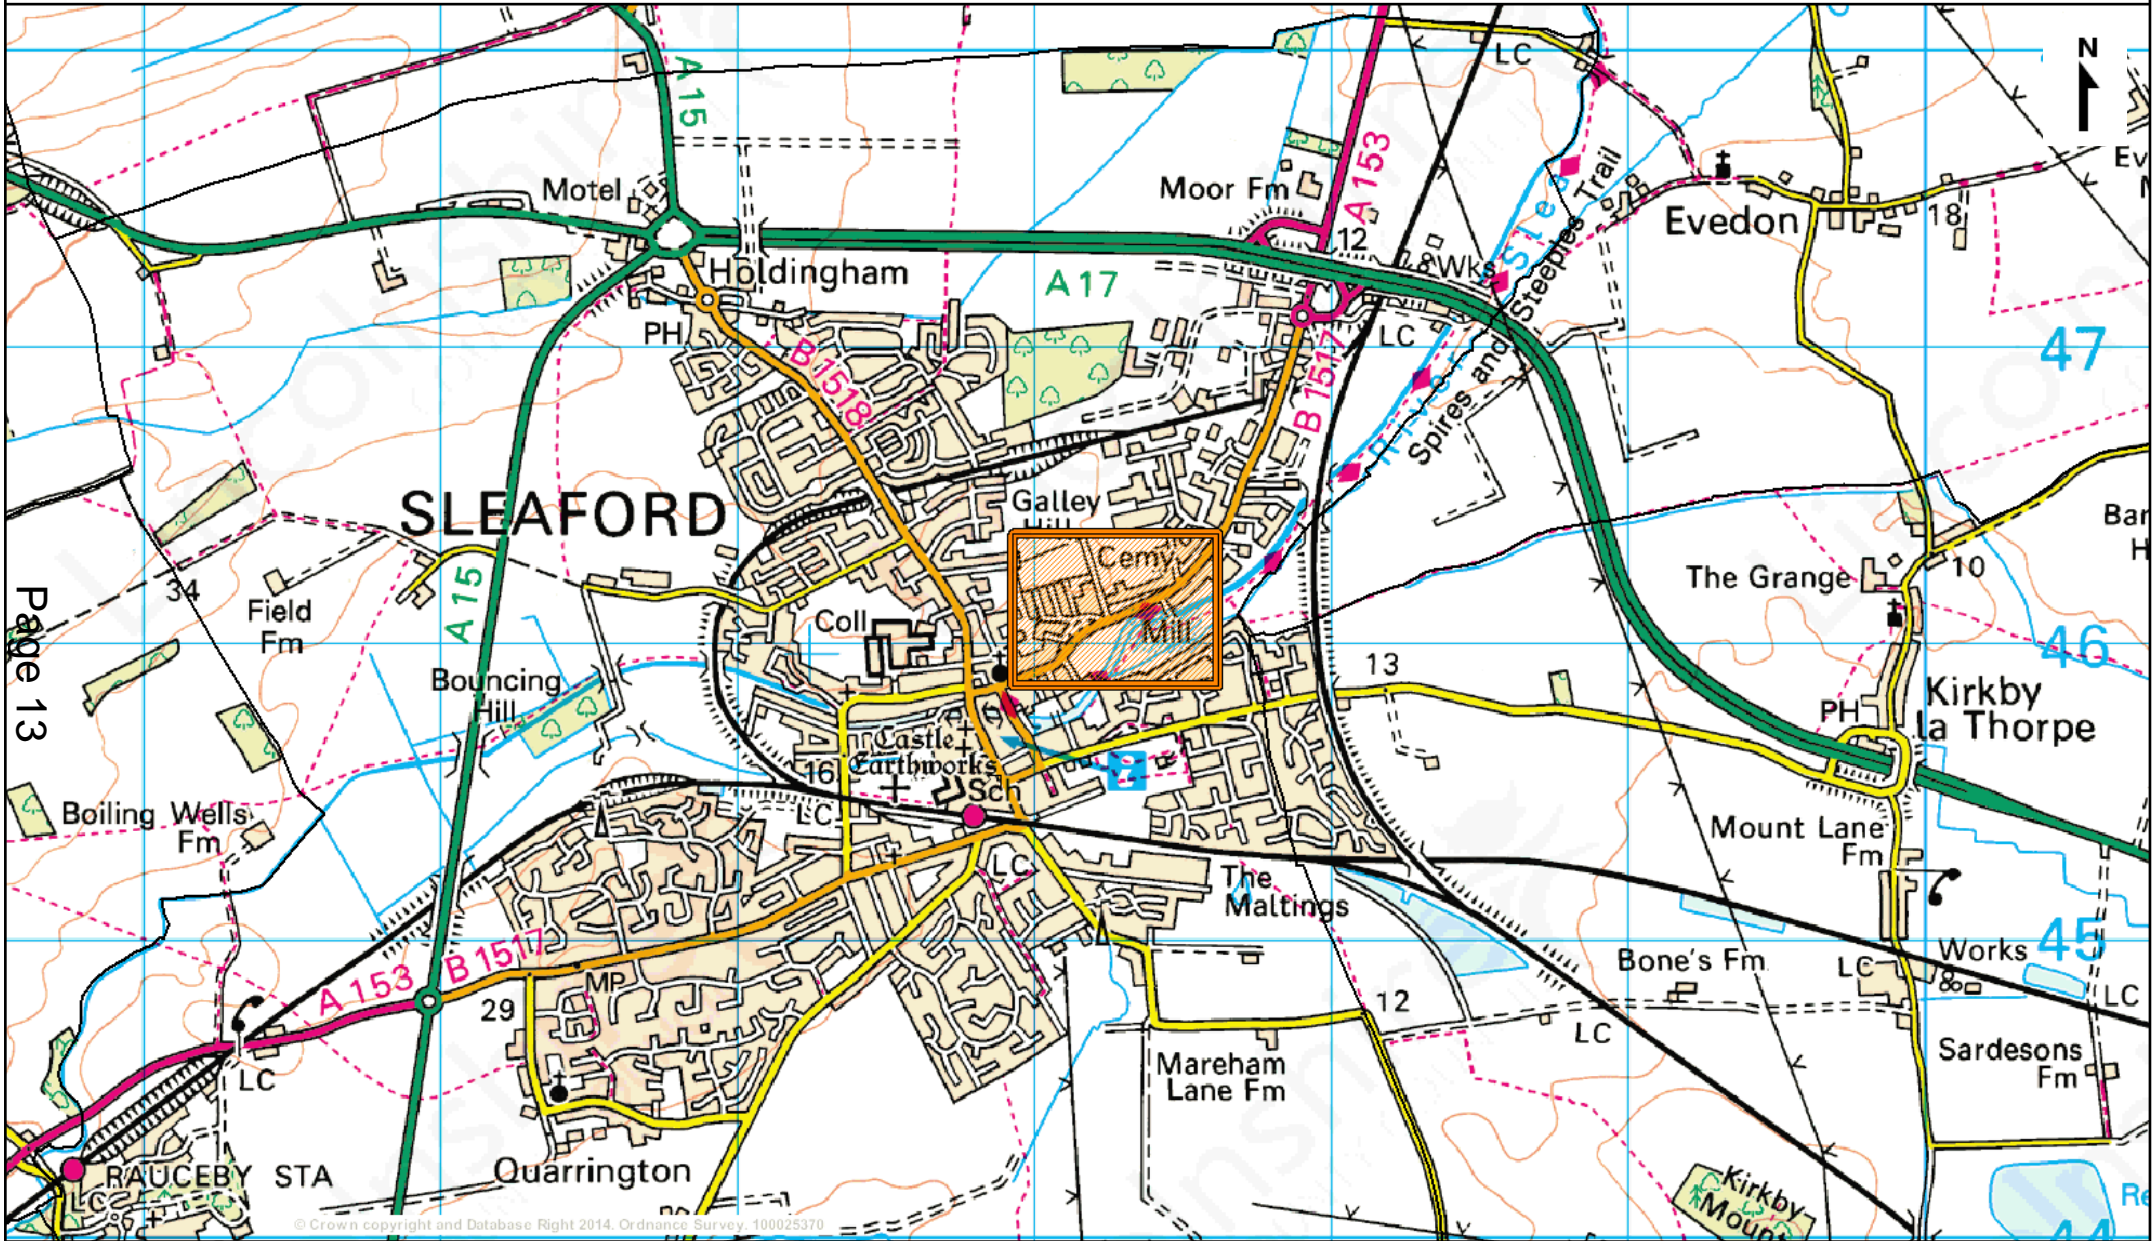 A 15
LC
N
Motel
Moor Fm
A 153
12
Evedon
18
Holdingham
A 17
Wks
Slea
Spires and Steeples Trail
PH
LC
B 1518
B 1517
River
47
SLEAFORD
Galley
Hill
Cemy
34
Field
Fm
A 15
Coll
Mill
The Grange
10
46
Page 13
Bouncing
Hill
13
Kirkby
la Thorpe
PH
Castle
Earthworks
16
Sch
LC
Boiling Wells
Fm
LC
The
Maltings
Mount Lane
Fm
A 153
B 1517
MP
29
Bone's Fm
LC
Works
45
LC
12
LC
LC
Mareham
Lane Fm
Sardesons
Fm
RAUCEBY STA
LC
Quarrington
Kirkby
Mount
44
© Crown copyright and Database Right 2014. Ordnance Survey. 100025370